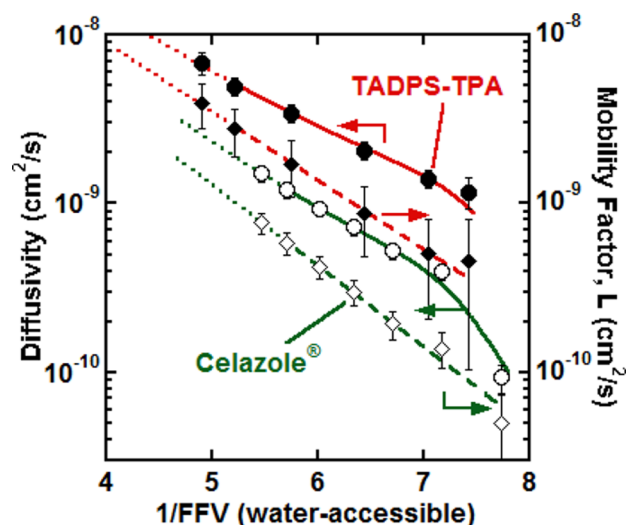 10⁻⁸
10⁻⁹
10⁻¹⁰
Diffusivity (cm²/s)
TADPS-TPA
Celazole®
10⁻⁸
10⁻⁹
10⁻¹⁰
Mobility Factor, L (cm²/s)
4 5 6 7 8
1/FFV (water-accessible)